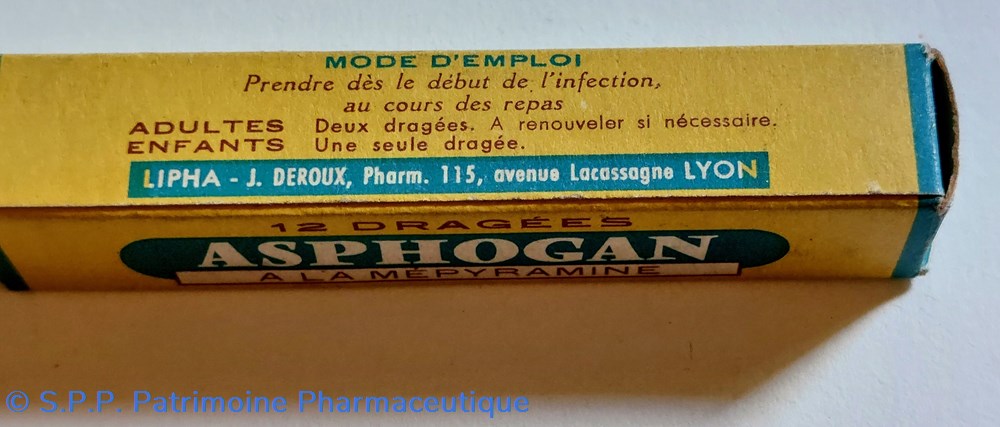 MODE D'EMPLOI
Prendre dès le début de l'infection,
au cours des repas
ADULTES Deux dragées. A renouveler si nécessaire.
ENFANTS Une seule dragée.
LIPHA - J. DEROUX, Pharm. 115, avenue Lacassagne LYON
12 DRAGÉES
ASPHOGAN
A LA MÉPYRAMINE
© S.P.P. Patrimoine Pharmaceutique